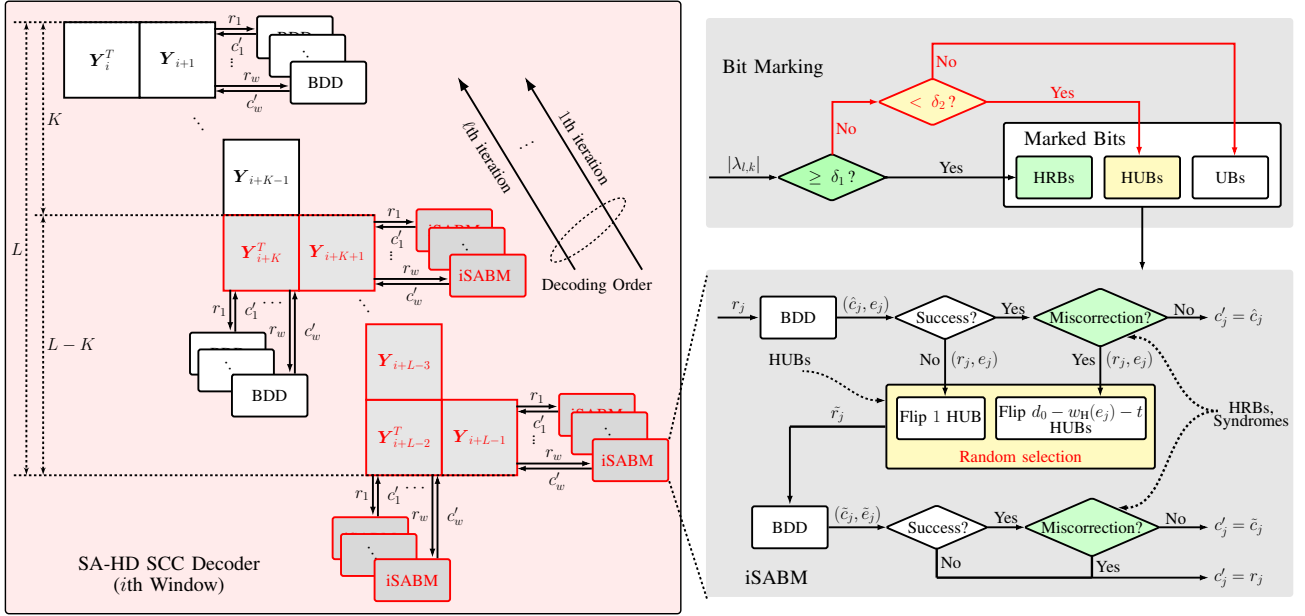 r_1
c'_1
⋮
r_w
c'_w
Y_i^T
Y_{i+1}
BDD
⋱
BDD
K
⋱
Y_{i+K-1}
ℓth iteration
⋯
1th iteration
Decoding Order
L
Y_{i+K}^T
Y_{i+K+1}
r_1
c'_1
⋮
r_w
c'_w
iSABM
⋱
iSABM
r_1
c'_1
⋯
r_w
c'_w
⋱
BDD
⋱
BDD
L − K
Y_{i+L-3}
Y_{i+L-2}^T
Y_{i+L-1}
r_1
c'_1
⋮
r_w
c'_w
iSABM
⋱
iSABM
r_1
c'_1
⋯
r_w
c'_w
⋱
iSABM
SA-HD SCC Decoder
(ith Window)
Bit Marking
No
< δ_2?
Yes
No
Marked Bits
|λ_{l,k}|
≥ δ_1?
Yes
HRBs
HUBs
UBs
r_j
BDD
(ĉ_j, e_j)
Success?
Yes
Miscorrection?
No
c'_j = ĉ_j
HUBs
No
(r_j, e_j)
Yes
(r_j, e_j)
r̃_j
Flip 1 HUB
Flip d_0 − w_H(e_j) − t
HUBs
Random selection
HRBs,
Syndromes
BDD
(c̃_j, ẽ_j)
Success?
Yes
Miscorrection?
No
c'_j = c̃_j
No
Yes
c'_j = r_j
iSABM